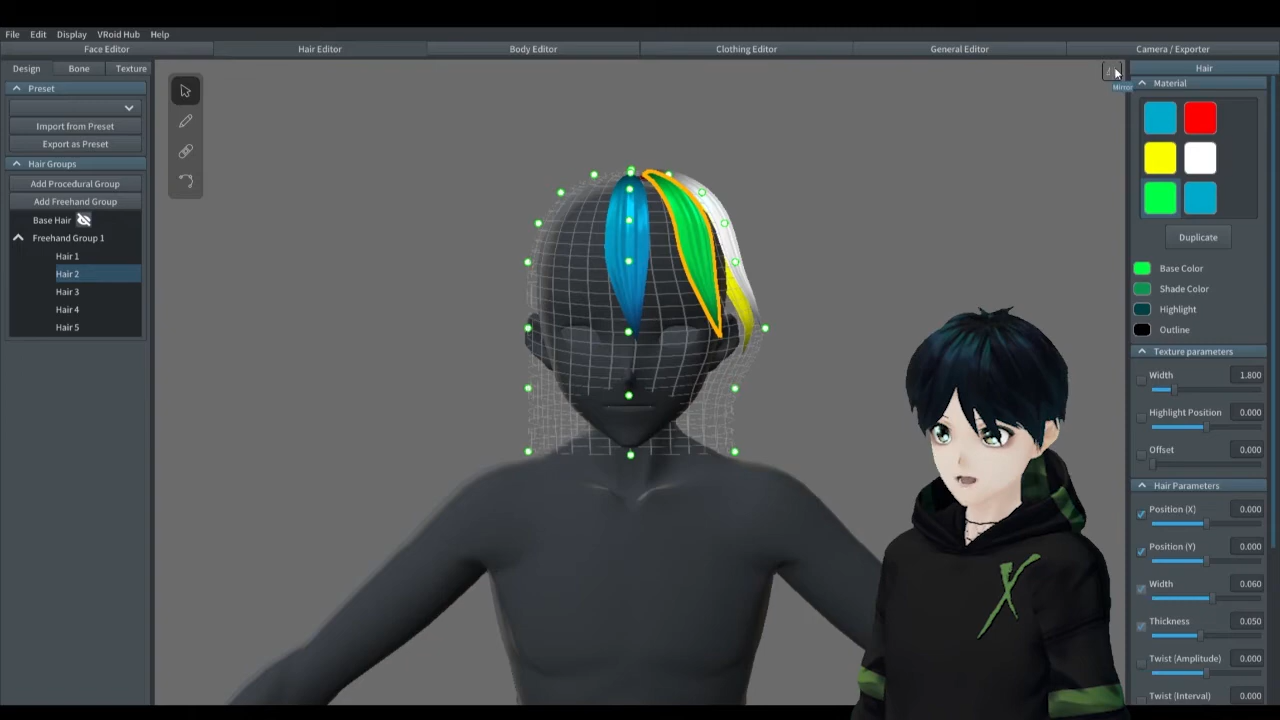 File Edit Display VRoid Hub Help
Face Editor Hair Editor Body Editor Clothing Editor General Editor Camera / Exporter
Design Bone Texture
Preset
Import from Preset
Export as Preset
Hair Groups
Add Procedural Group
Add Freehand Group
Base Hair
Freehand Group 1
Hair 1
Hair 2
Hair 3
Hair 4
Hair 5
Mirror
Hair
Material
Duplicate
Base Color
Shade Color
Highlight
Outline
Texture parameters
Width 1.800
Highlight Position 0.000
Offset 0.000
Hair Parameters
Position (X) 0.000
Position (Y) 0.000
Width 0.060
Thickness 0.050
Twist (Amplitude) 0.000
Twist (Interval) 0.000
X